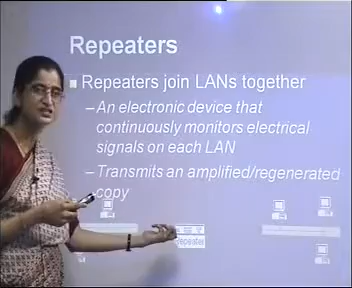 Repeaters
Repeaters join LANs together
– An electronic device that
continuously monitors electrical
signals on each LAN
– Transmits an amplified/regenerated
copy
repeater